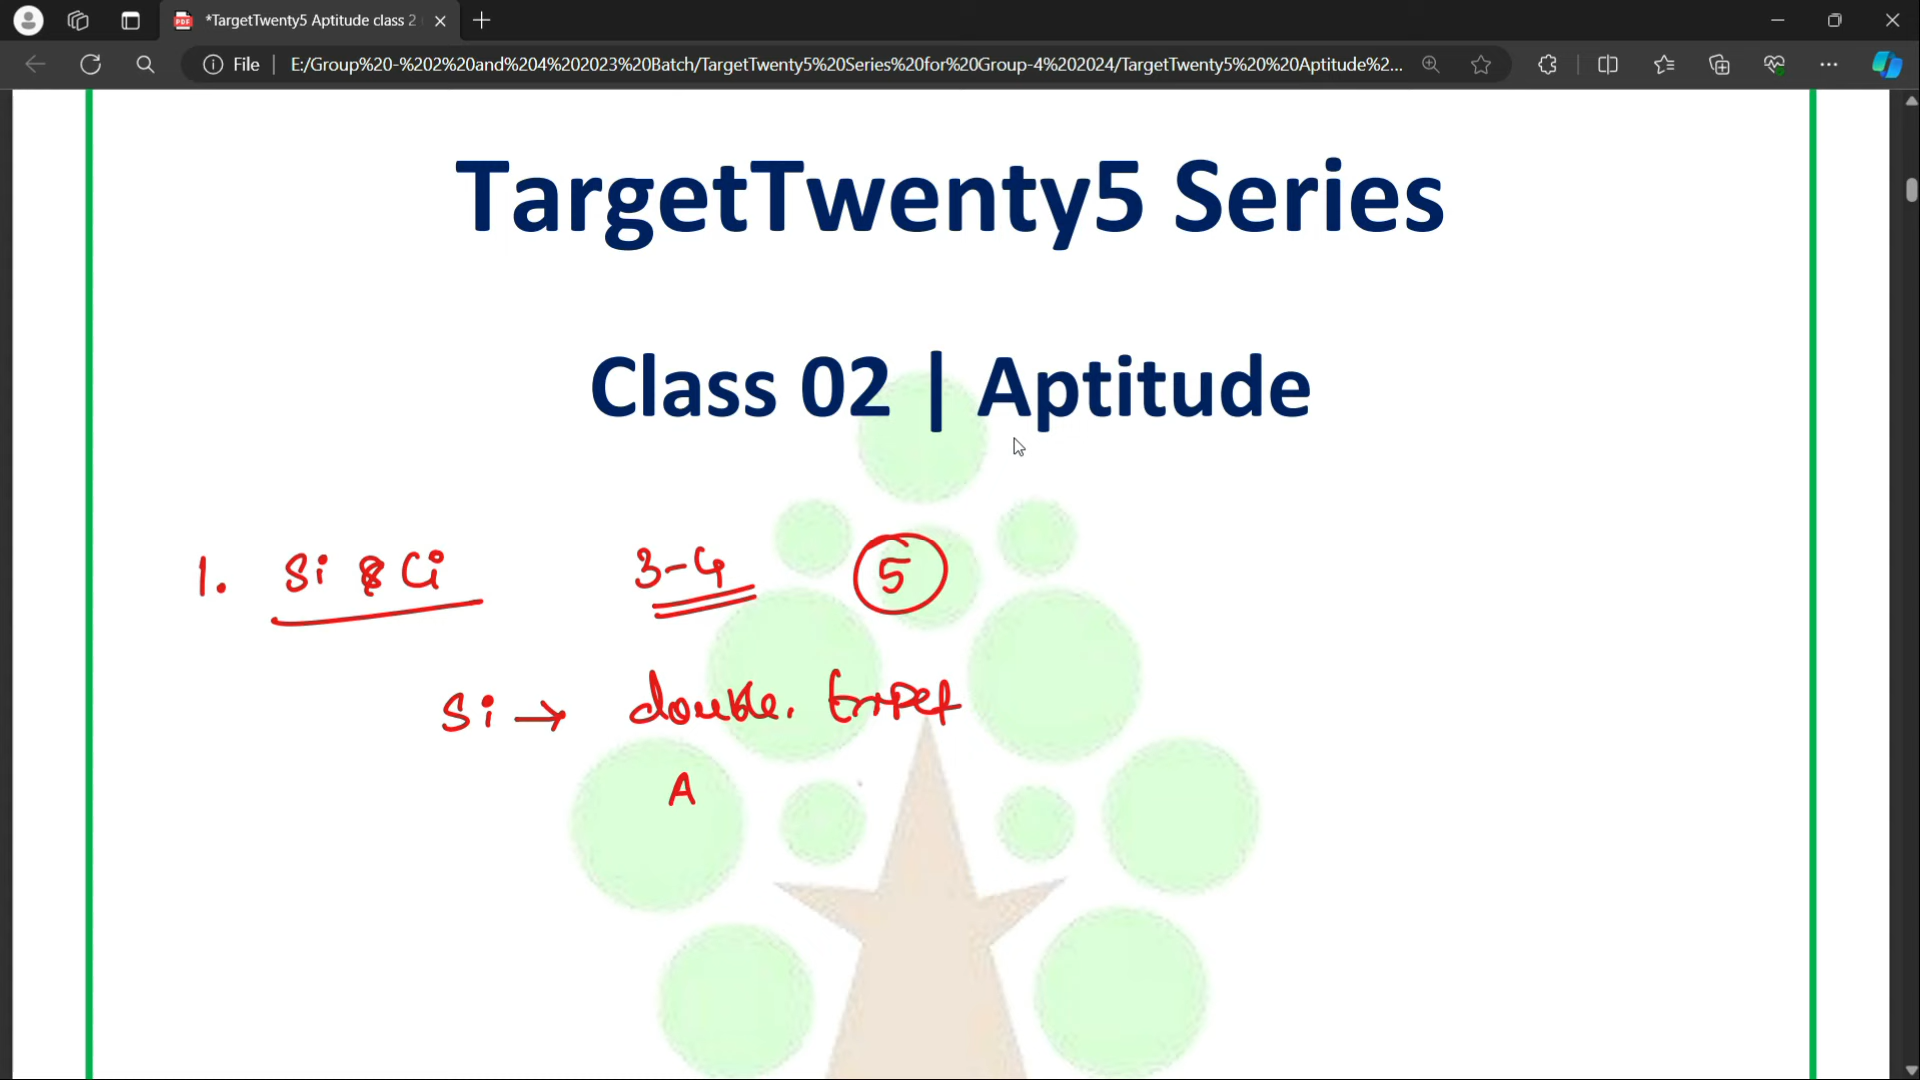 *TargetTwenty5 Aptitude class 2
File
E:/Group%20-%202%20and%204%202023%20Batch/TargetTwenty5%20Series%20for%20Group-4%202024/TargetTwenty5%20%20Aptitude%2...
TargetTwenty5 Series
Class 02 | Aptitude
1. Si & Ci 3-4 5
Si → double.
A